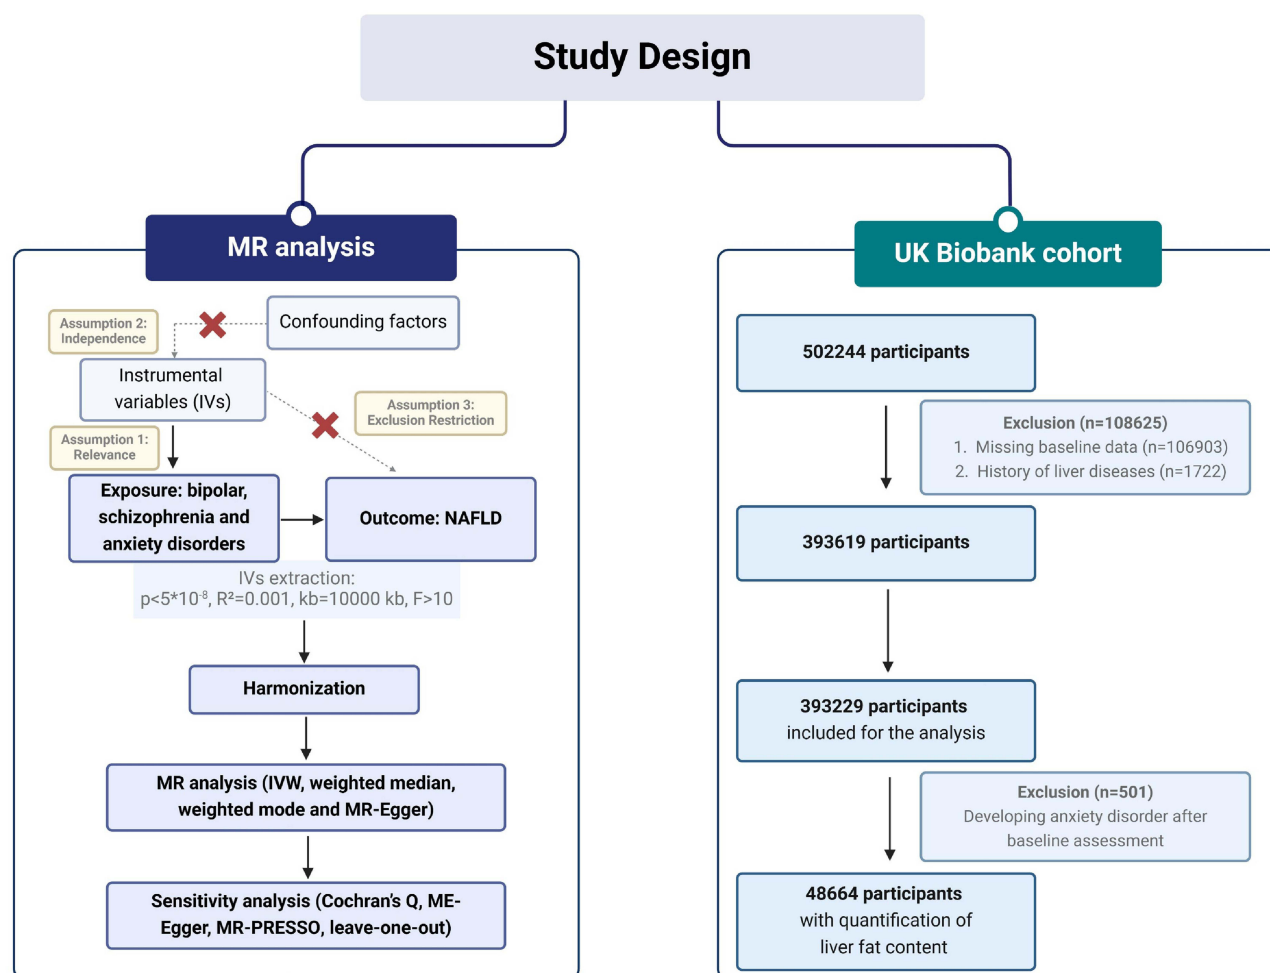 Study Design
MR analysis
Assumption 2:
Independence
Confounding factors
Instrumental
variables (IVs)
Assumption 3:
Exclusion Restriction
Assumption 1:
Relevance
Exposure: bipolar,
schizophrenia and
anxiety disorders
Outcome: NAFLD
IVs extraction:
p<5*10⁻⁸, R²=0.001, kb=10000 kb, F>10
Harmonization
MR analysis (IVW, weighted median,
weighted mode and MR-Egger)
Sensitivity analysis (Cochran's Q, ME-
Egger, MR-PRESSO, leave-one-out)
UK Biobank cohort
502244 participants
Exclusion (n=108625)
1. Missing baseline data (n=106903)
2. History of liver diseases (n=1722)
393619 participants
393229 participants
included for the analysis
Exclusion (n=501)
Developing anxiety disorder after
baseline assessment
48664 participants
with quantification of
liver fat content